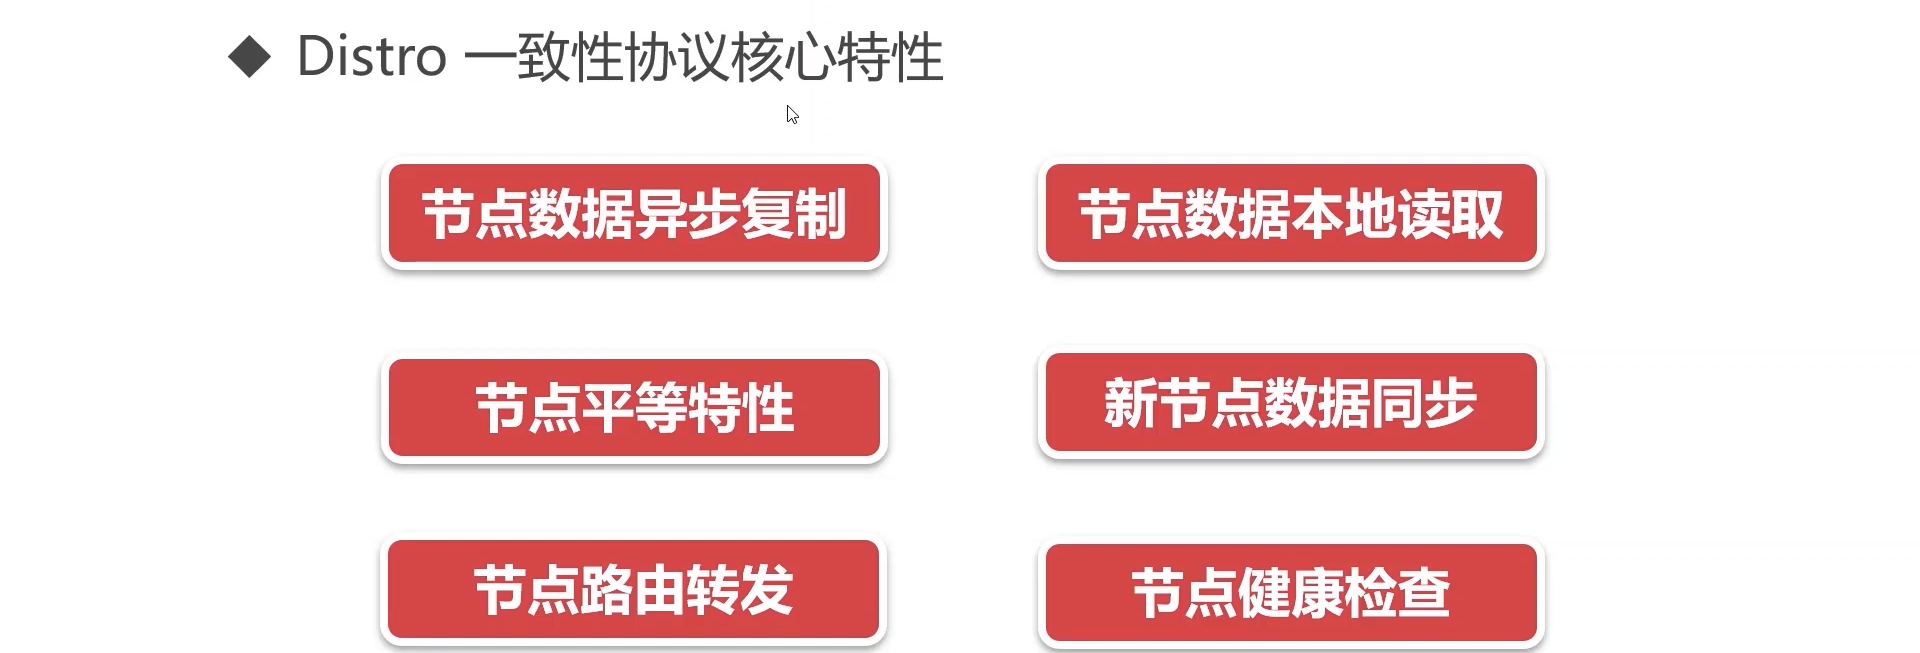 ◆ Distro 一致性协议核心特性
节点数据异步复制
节点数据本地读取
节点平等特性
新节点数据同步
节点路由转发
节点健康检查